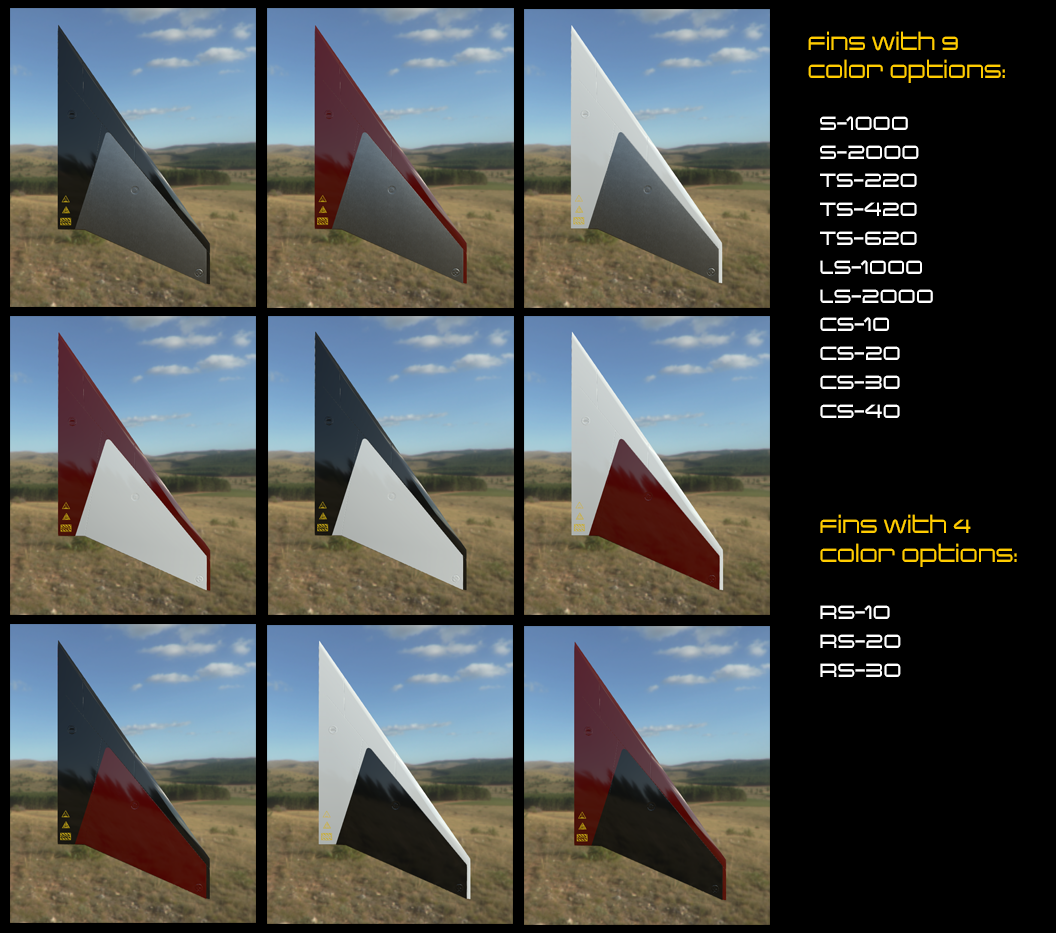 Fins with 9
color options:
S-1000
S-2000
TS-220
TS-420
TS-620
LS-1000
LS-2000
CS-10
CS-20
CS-30
CS-40
Fins with 4
color options:
RS-10
RS-20
RS-30